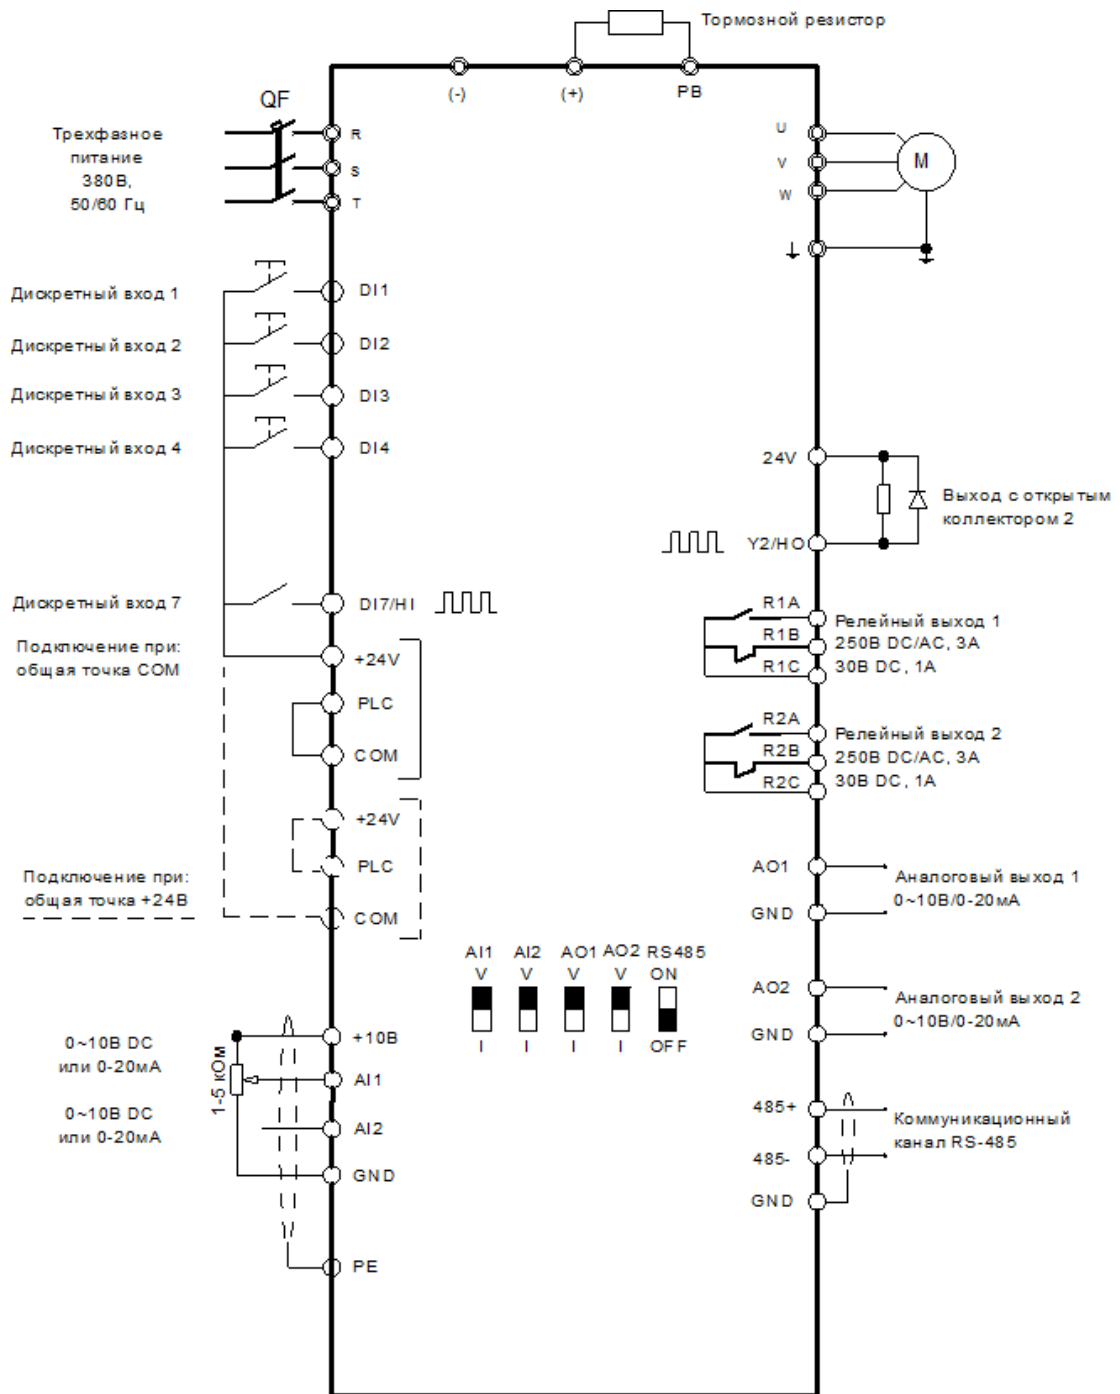 Тормозной резистор
(-)
(+)
PB
QF
Трехфазное
питание
380В,
50/60 Гц
R
S
T
U
V
W
M
Дискретный вход 1
DI1
Дискретный вход 2
DI2
Дискретный вход 3
DI3
Дискретный вход 4
DI4
24V
Выход с открытым
коллектором 2
Y2/HO
Дискретный вход 7
DI7/HI
Подключение при:
общая точка COM
+24V
PLC
COM
R1A
R1B
R1C
Релейный выход 1
250В DC/AC, 3А
30В DC, 1А
R2A
R2B
R2C
Релейный выход 2
250В DC/AC, 3А
30В DC, 1А
+24V
PLC
COM
Подключение при:
общая точка +24В
AO1
GND
Аналоговый выход 1
0~10В/0-20мА
AI1 AI2 AO1 AO2 RS485
V V V V ON
I I I I OFF
AO2
GND
Аналоговый выход 2
0~10В/0-20мА
0~10В DC
или 0-20мА
0~10В DC
или 0-20мА
1-5 кОм
+10В
AI1
AI2
GND
PE
485+
485-
GND
Коммуникационный
канал RS-485